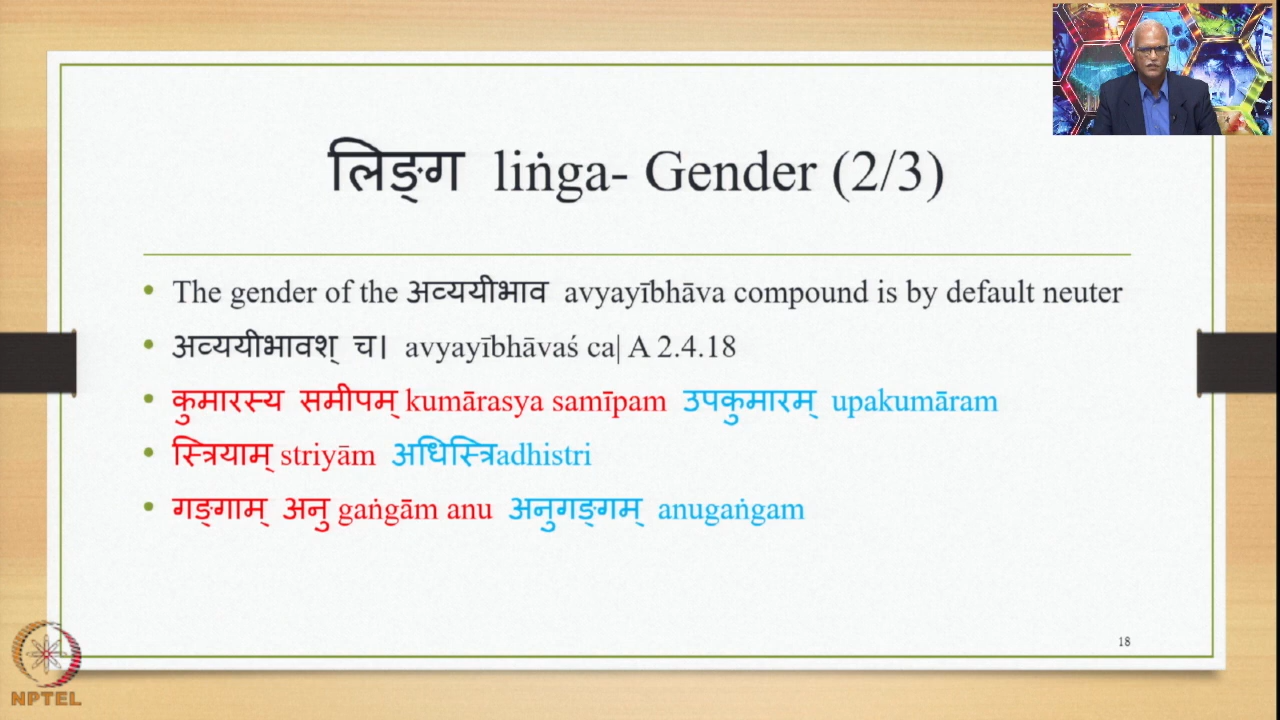 लिङ्ग liṅga- Gender (2/3)
The gender of the अव्ययीभाव avyayībhāva compound is by default neuter
अव्ययीभावश् च। avyayībhāvaś ca| A 2.4.18
कुमारस्य समीपम् kumārasya samīpam उपकुमारम् upakumāram
स्त्रियाम् striyām अधिस्त्रिadhistri
गङ्गाम् अनु gaṅgām anu अनुगङ्गम् anugaṅgam
18
NPTEL